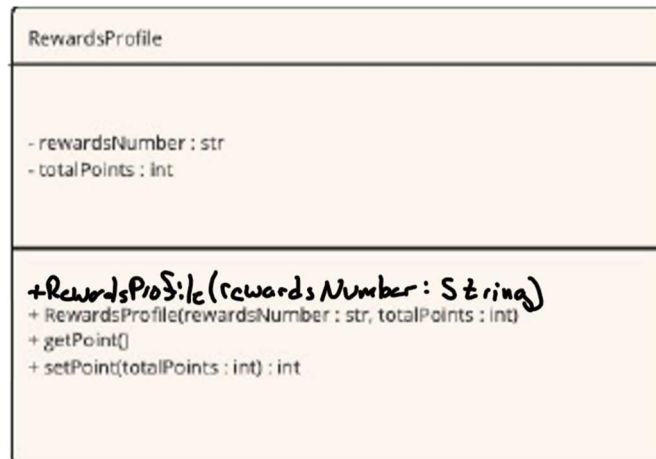 RewardsProfile
- rewardsNumber : str
- totalPoints : int
+RewardsProfile(rewardsNumber: String)
+ RewardsProfile(rewardsNumber : str, totalPoints : int)
+ getPoint()
+ setPoint(totalPoints : int) : int